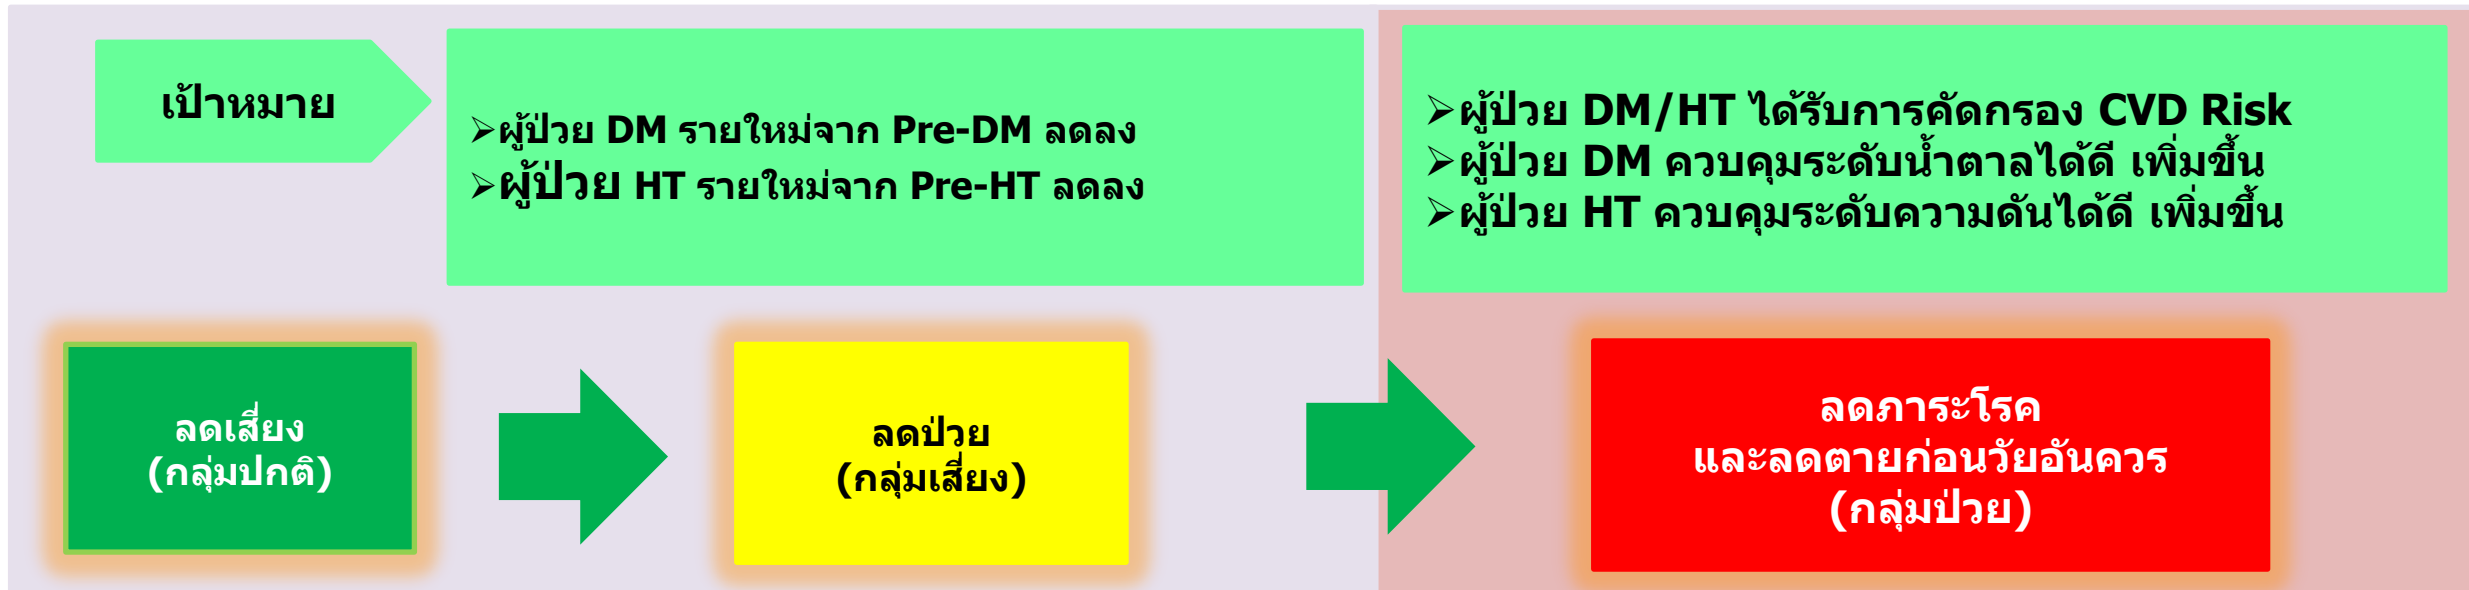 เป้าหมาย
➢ผู้ป่วย DM รายใหม่จาก Pre-DM ลดลง
➢ผู้ป่วย HT รายใหม่จาก Pre-HT ลดลง
➢ผู้ป่วย DM/HT ได้รับการคัดกรอง CVD Risk
➢ผู้ป่วย DM ควบคุมระดับน้ำตาลได้ดี เพิ่มขึ้น
➢ผู้ป่วย HT ควบคุมระดับความดันได้ดี เพิ่มขึ้น
ลดเสี่ยง
(กลุ่มปกติ)
ลดป่วย
(กลุ่มเสี่ยง)
ลดภาระโรค
และลดตายก่อนวัยอันควร
(กลุ่มป่วย)